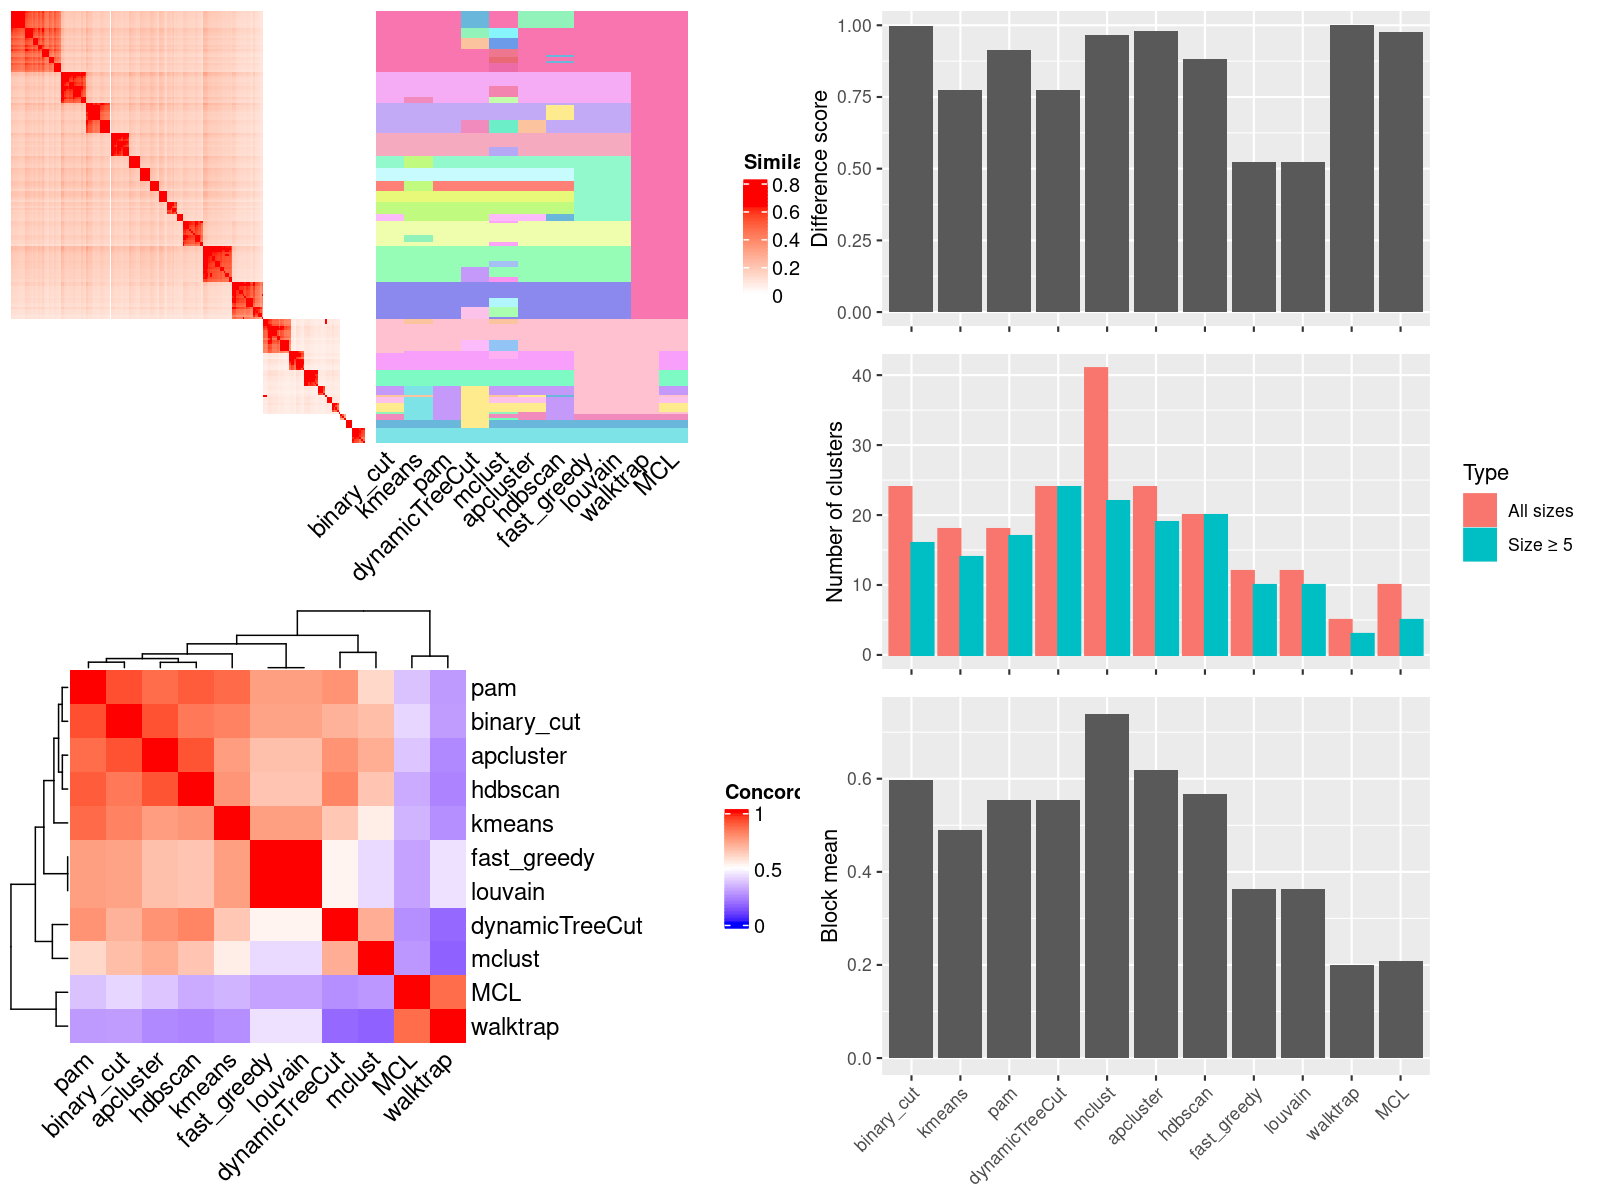 Simila
0.8
0.6
0.4
0.2
0
binary_cut
kmeans
pam
dynamicTreeCut
mclust
apcluster
hdbscan
fast_greedy
louvain
walktrap
MCL
Difference score
1.00
0.75
0.50
0.25
0.00
Number of clusters
40
30
20
10
0
Type
All sizes
Size ≥ 5
pam
binary_cut
apcluster
hdbscan
kmeans
fast_greedy
louvain
dynamicTreeCut
mclust
MCL
walktrap
pam
binary_cut
apcluster
hdbscan
kmeans
fast_greedy
louvain
dynamicTreeCut
mclust
MCL
walktrap
Concord
1
0.5
0
Block mean
0.6
0.4
0.2
0.0
binary_cut
kmeans
pam
dynamicTreeCut
mclust
apcluster
hdbscan
fast_greedy
louvain
walktrap
MCL